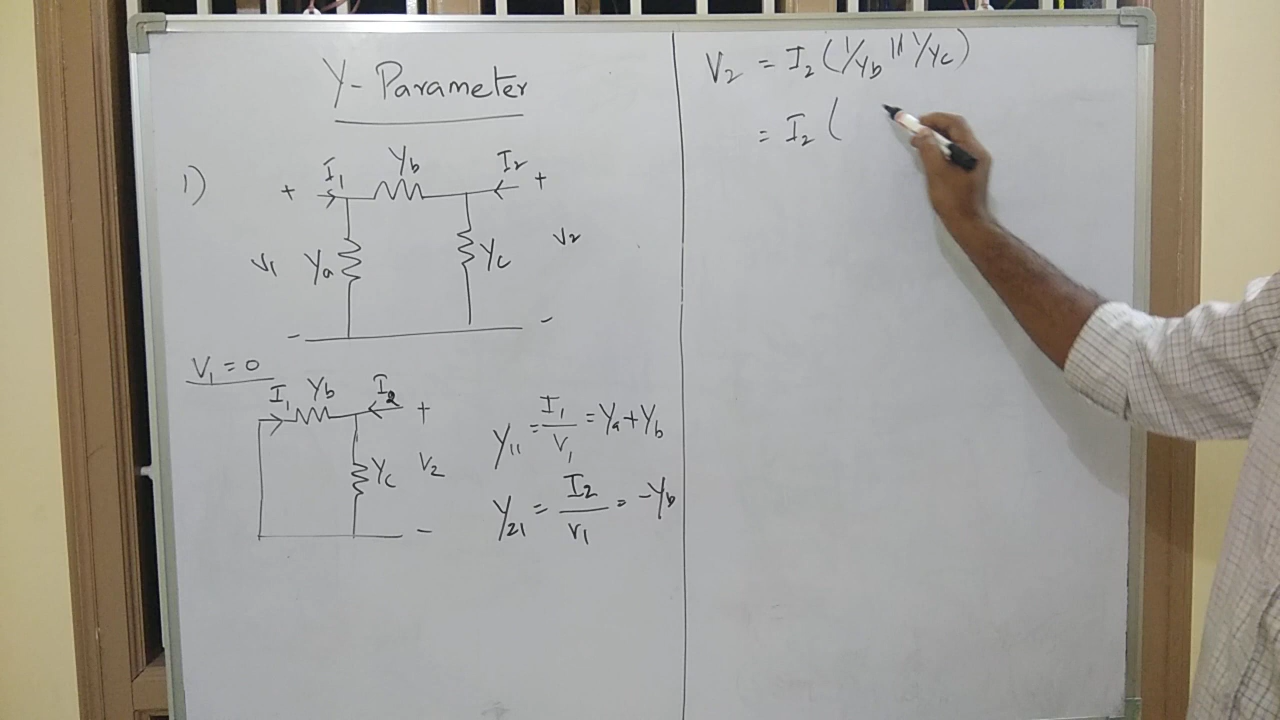 Y-Parameter
1)
I1 Yb I2
+ +
V1 Ya Yc V2
- -
V1 = 0
I1 Yb I2 +
Yc V2
-
Y11 = I1/V1 = Ya + Yb
Y21 = I2/V1 = -Yb
V2 = I2 (1/Yb || 1/Yc)
= I2 (